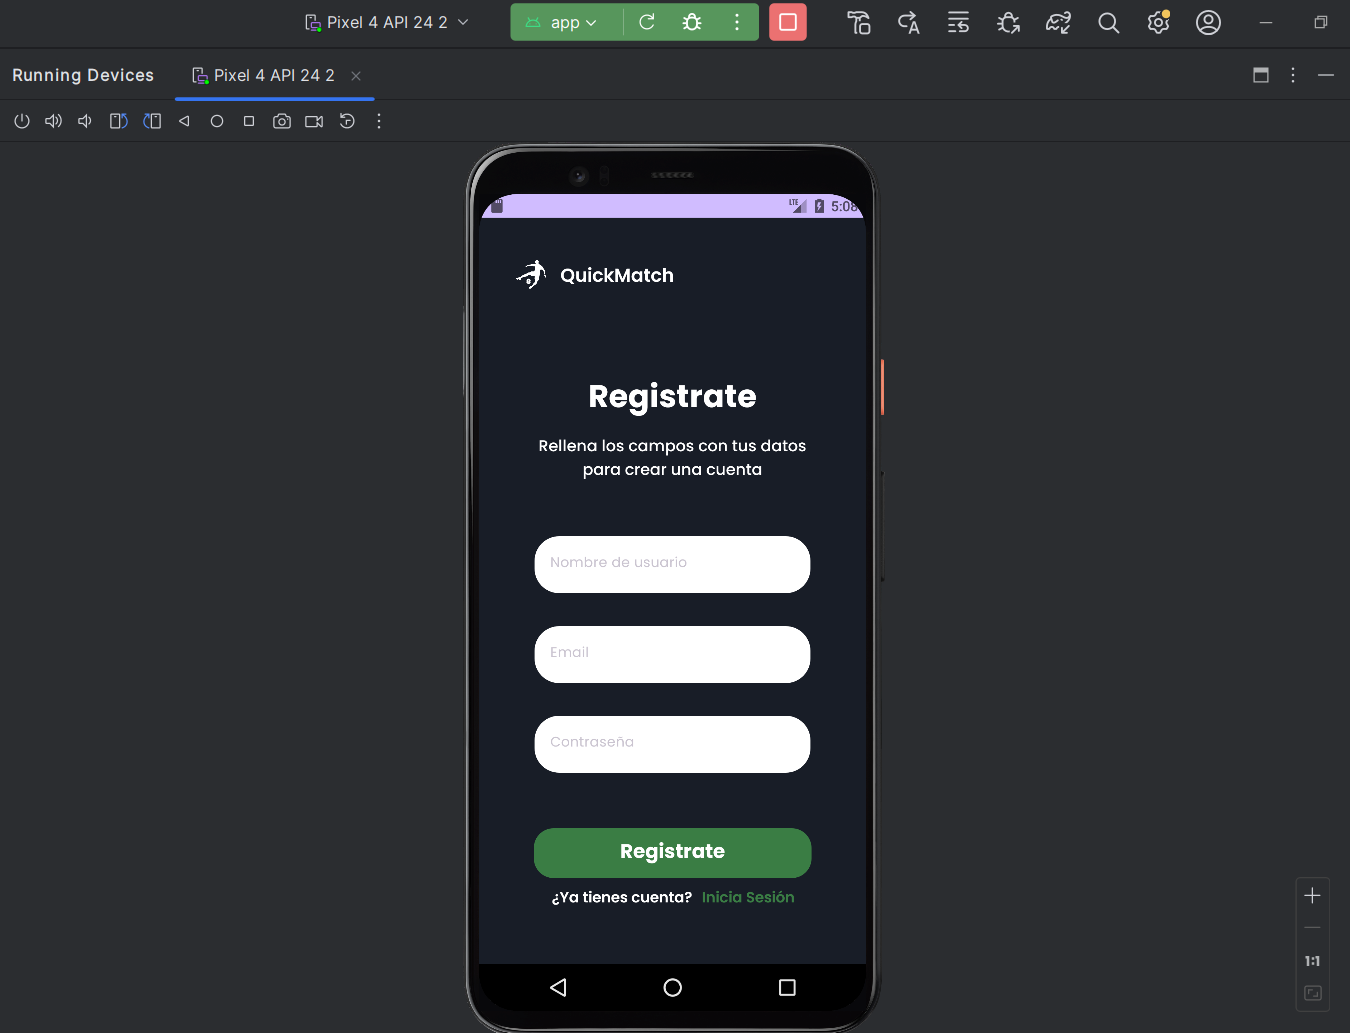 Pixel 4 API 24 2
app
Running Devices
Pixel 4 API 24 2
LTE
5:08
QuickMatch
Registrate
Rellena los campos con tus datos
para crear una cuenta
Nombre de usuario
Email
Contraseña
Registrate
¿Ya tienes cuenta? Inicia Sesión
1:1